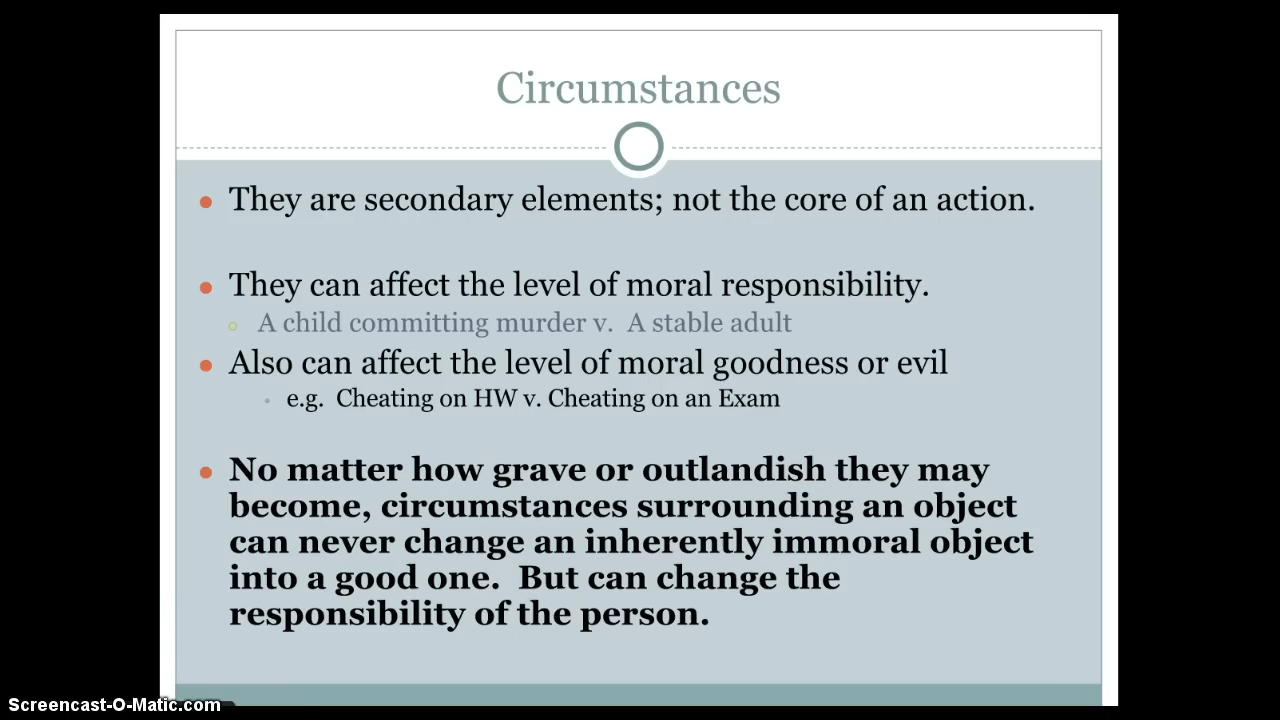 Circumstances
They are secondary elements; not the core of an action.
They can affect the level of moral responsibility.
A child committing murder v.  A stable adult
Also can affect the level of moral goodness or evil
e.g.  Cheating on HW v. Cheating on an Exam
No matter how grave or outlandish they may
become, circumstances surrounding an object
can never change an inherently immoral object
into a good one.  But can change the
responsibility of the person.
Screencast-O-Matic.com